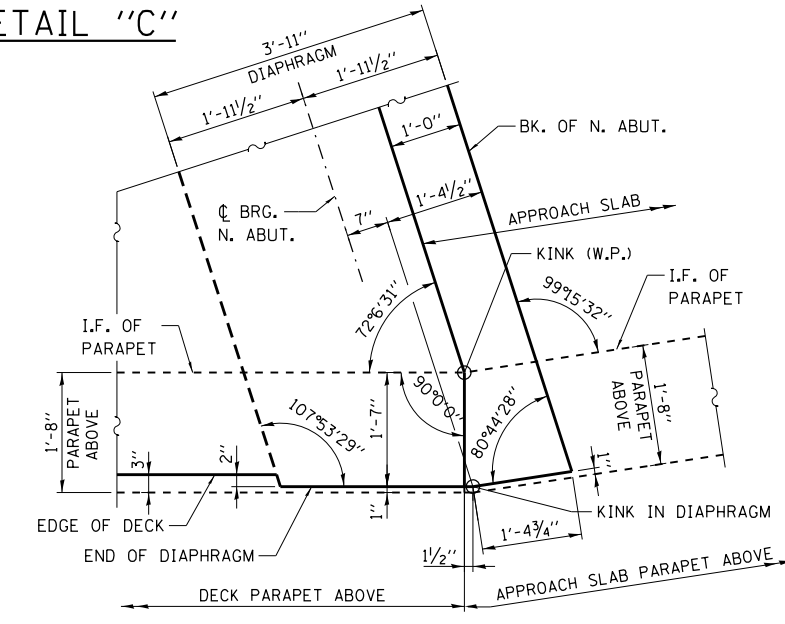 ETAIL "C"
3'-11"
DIAPHRAGM
1'-11½"
1'-11½"
1'-0"
BK. OF N. ABUT.
1'-4½"
℄ BRG.
N. ABUT.
7"
APPROACH SLAB
KINK (W.P.)
72°6'31"
99°15'32"
I.F. OF
PARAPET
I.F. OF
PARAPET
1'-8"
PARAPET
ABOVE
3"
2"
107°53'29"
1'-7"
90°0'0"
80°44'28"
PARAPET
ABOVE
1'-8"
1"
1"
EDGE OF DECK
END OF DIAPHRAGM
KINK IN DIAPHRAGM
1'-4¾"
1½"
DECK PARAPET ABOVE
APPROACH SLAB PARAPET ABOVE